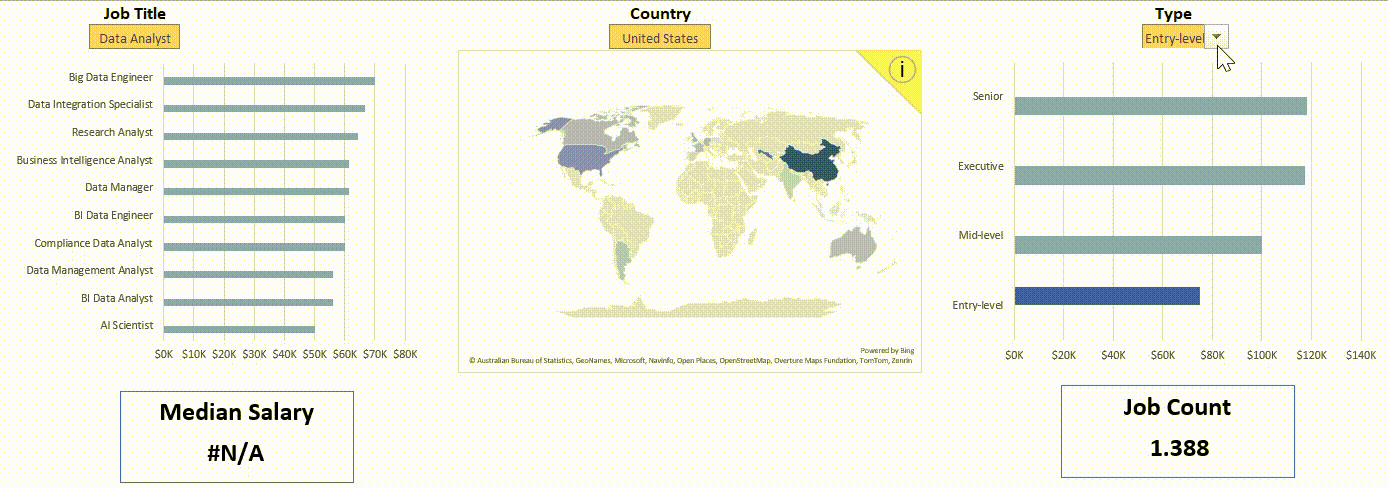 Job Title
Data Analyst
Country
United States
Type
Entry-level
Big Data Engineer
Data Integration Specialist
Research Analyst
Business Intelligence Analyst
Data Manager
BI Data Engineer
Compliance Data Analyst
Data Management Analyst
BI Data Analyst
AI Scientist
$0K $10K $20K $30K $40K $50K $60K $70K $80K
i
Powered by Bing
© Australian Bureau of Statistics, GeoNames, Microsoft, Navinfo, Open Places, OpenStreetMap, Overture Maps Fundation, TomTom, Zenrin
Senior
Executive
Mid-level
Entry-level
$0K $20K $40K $60K $80K $100K $120K $140K
Median Salary
#N/A
Job Count
1.388